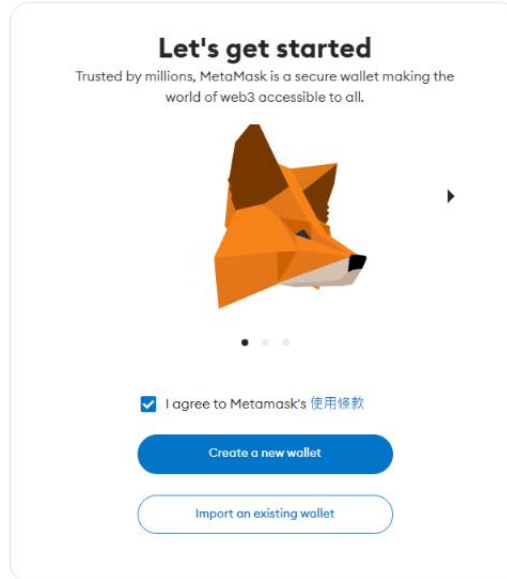 Let's get started
Trusted by millions, MetaMask is a secure wallet making the
world of web3 accessible to all.
I agree to Metamask's 使用條款
Create a new wallet
Import an existing wallet